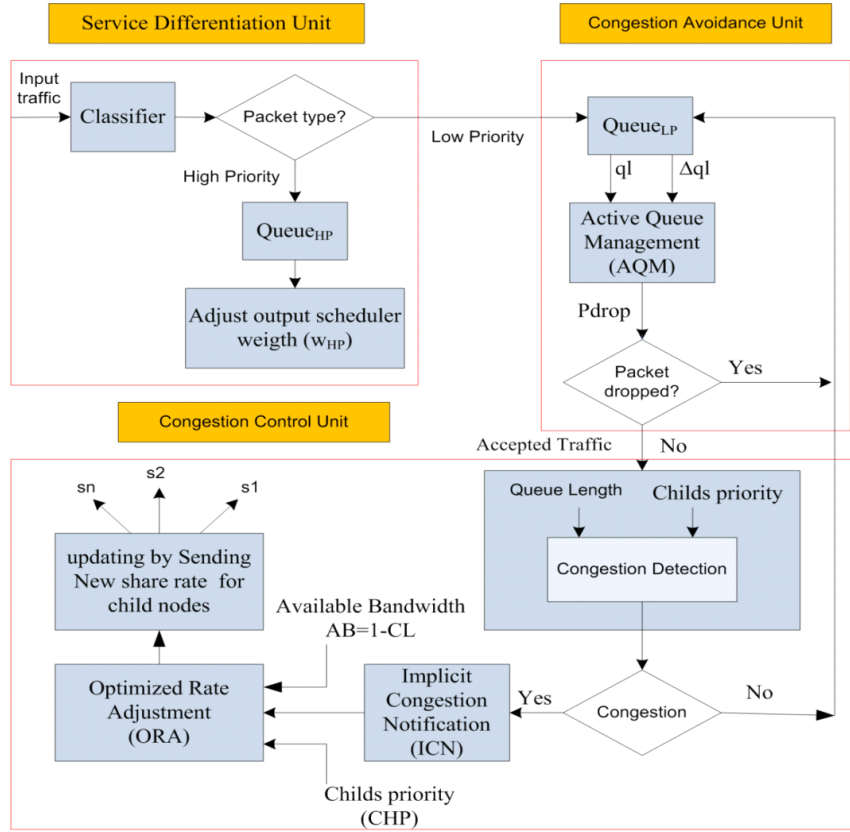 Service Differentiation Unit
Congestion Avoidance Unit
Input
traffic
Classifier
Packet type?
Low Priority
High Priority
QueueHP
Adjust output scheduler
weigth (wHP)
QueueLP
ql
Δql
Active Queue
Management
(AQM)
Pdrop
Packet
dropped?
Yes
Congestion Control Unit
Accepted Traffic
No
Queue Length
Childs priority
Congestion Detection
sn
s2
s1
updating by Sending
New share rate for
child nodes
Available Bandwidth
AB=1-CL
Optimized Rate
Adjustment
(ORA)
Implicit
Congestion
Notification
(ICN)
Yes
Congestion
No
Childs priority
(CHP)